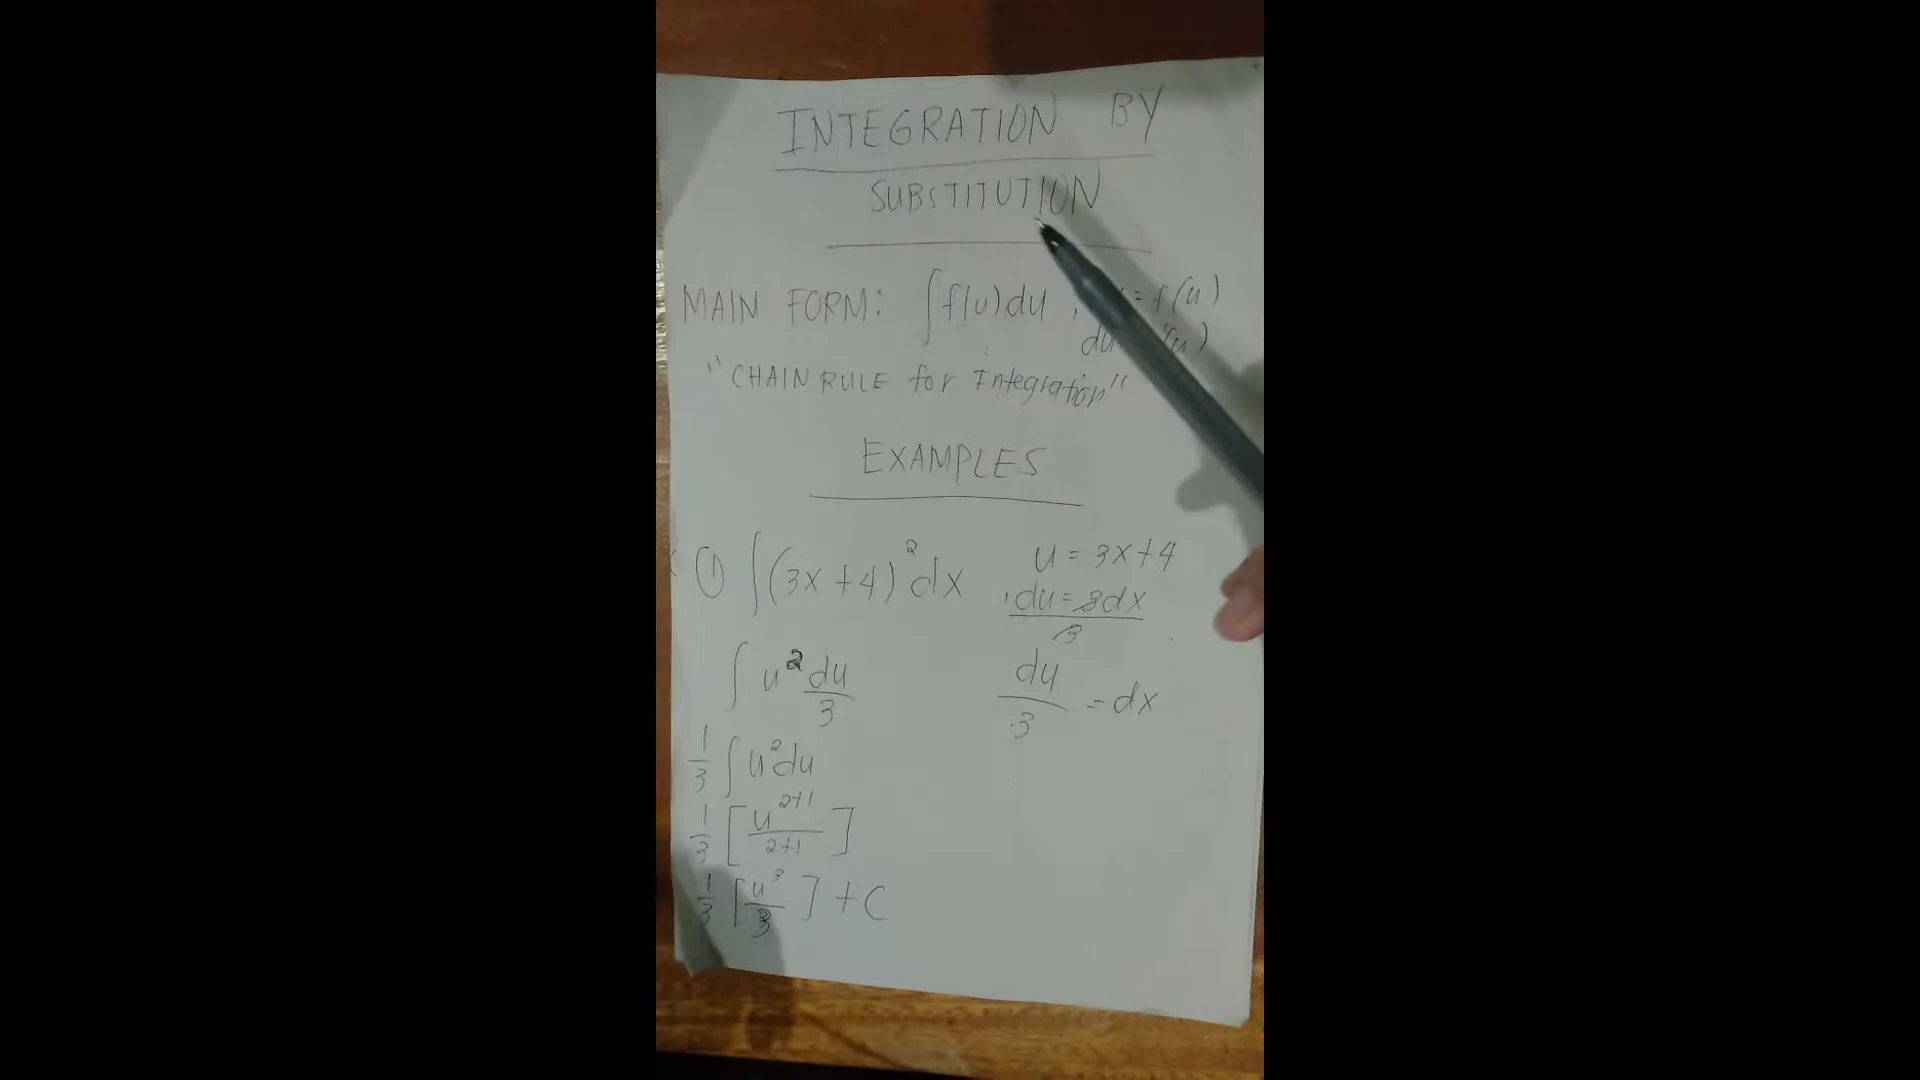 INTEGRATION BY
SUBSTITUTION
MAIN FORM: ∫f(u)du, = f(u)
du (u)
"CHAIN RULE for Integration"
EXAMPLES
① ∫(3x+4)²dx u = 3x+4
du = 3dx
3
∫u² du/3 du/3 = dx
1/3 ∫u²du
1/3 [u^2+1/2+1]
1/3 [u³/3] + C